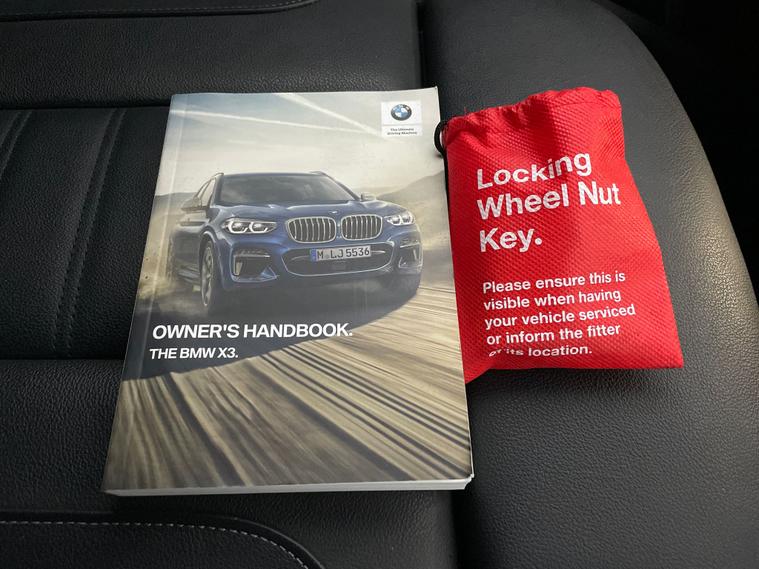 The Ultimate
Driving Machine
M LJ 5536
OWNER'S HANDBOOK.
THE BMW X3.
Locking
Wheel Nut
Key.
Please ensure this is
visible when having
your vehicle serviced
or inform the fitter
of its location.